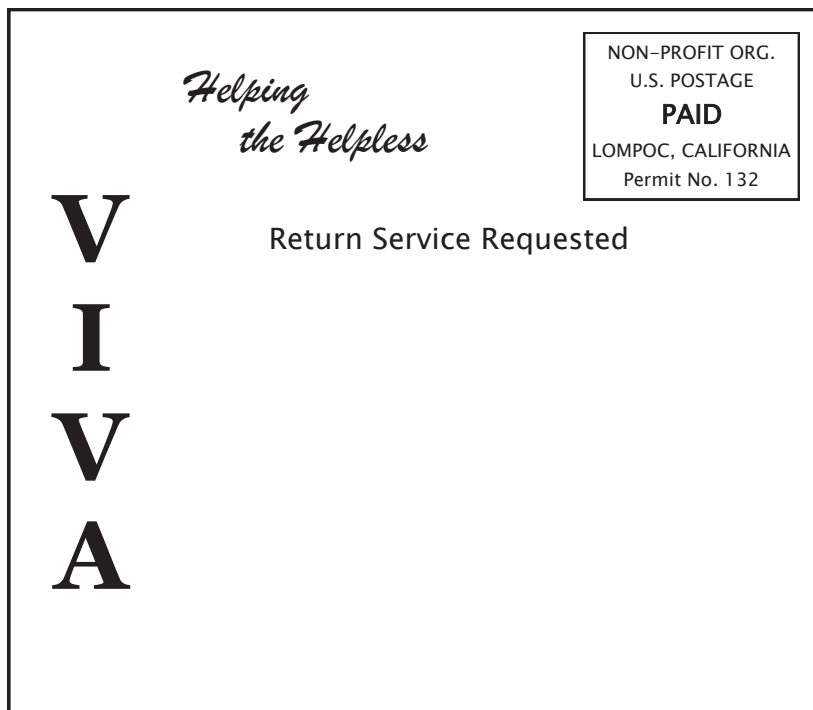 Helping
the Helpless
NON-PROFIT ORG.
U.S. POSTAGE
PAID
LOMPOC, CALIFORNIA
Permit No. 132
Return Service Requested
V
I
V
A